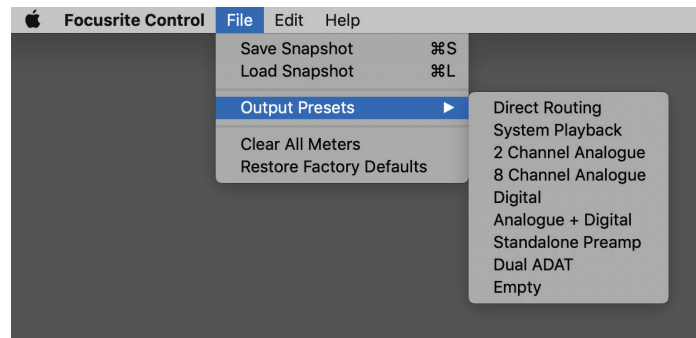 Focusrite Control File Edit Help
Save Snapshot ⌘S
Load Snapshot ⌘L
Output Presets ▶
Clear All Meters
Restore Factory Defaults
Direct Routing
System Playback
2 Channel Analogue
8 Channel Analogue
Digital
Analogue + Digital
Standalone Preamp
Dual ADAT
Empty